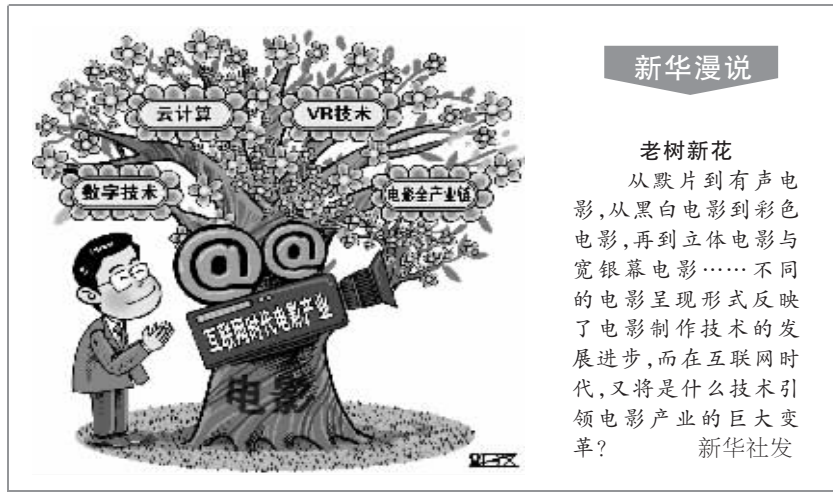 云计算
VR技术
数字技术
电影全产业链
@@
互联网时代电影产业
电影
新华漫说
老树新花
从默片到有声电
影,从黑白电影到彩色
电影,再到立体电影与
宽银幕电影……不同
的电影呈现形式反映
了电影制作技术的发
展进步,而在互联网时
代,又将是什么技术引
领电影产业的巨大变
革? 新华社发